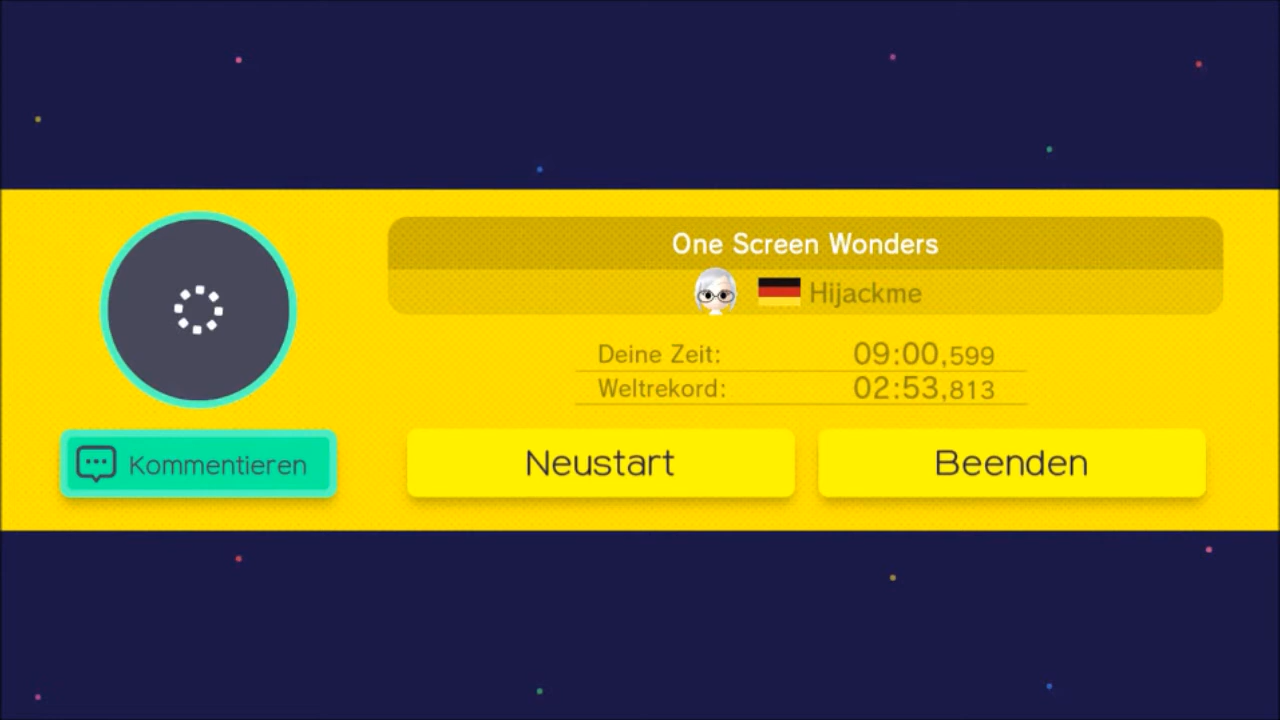 One Screen Wonders
Hijackme
Deine Zeit: 09:00,599
Weltrekord: 02:53,813
Kommentieren
Neustart
Beenden